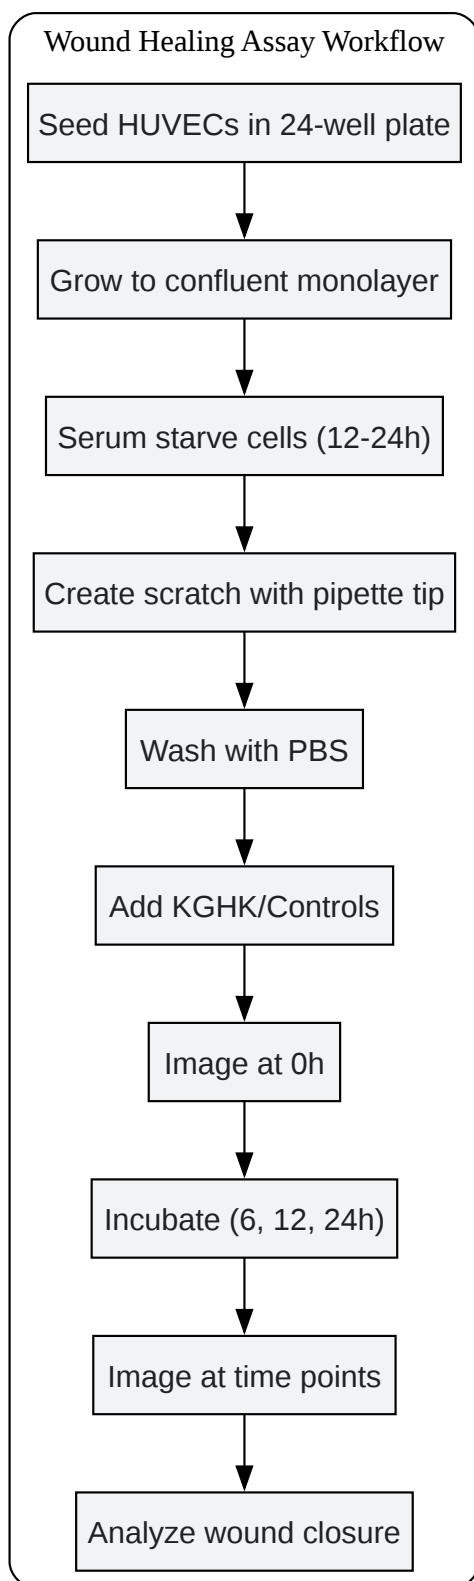 Wound Healing Assay Workflow
Seed HUVECs in 24-well plate
Grow to confluent monolayer
Serum starve cells (12-24h)
Create scratch with pipette tip
Wash with PBS
Add KGHK/Controls
Image at 0h
Incubate (6, 12, 24h)
Image at time points
Analyze wound closure